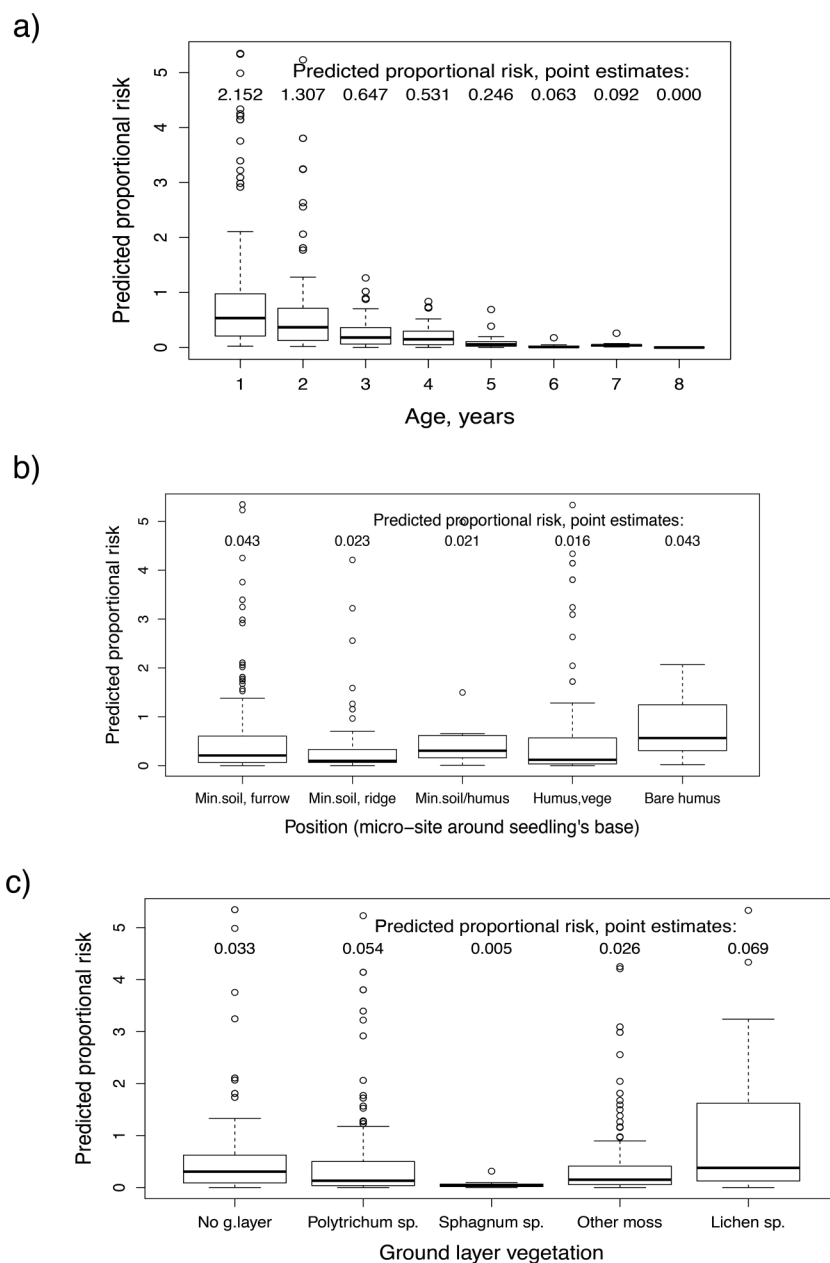 a)
Predicted proportional risk, point estimates:
2.152 1.307 0.647 0.531 0.246 0.063 0.092 0.000
Predicted proportional risk
5
4
3
2
1
0
1 2 3 4 5 6 7 8
Age, years
b)
Predicted proportional risk, point estimates:
0.043 0.023 0.021 0.016 0.043
Predicted proportional risk
5
4
3
2
1
0
Min.soil, furrow Min.soil, ridge Min.soil/humus Humus,vege Bare humus
Position (micro-site around seedling's base)
c)
Predicted proportional risk, point estimates:
0.033 0.054 0.005 0.026 0.069
Predicted proportional risk
5
4
3
2
1
0
No g.layer Polytrichum sp. Sphagnum sp. Other moss Lichen sp.
Ground layer vegetation